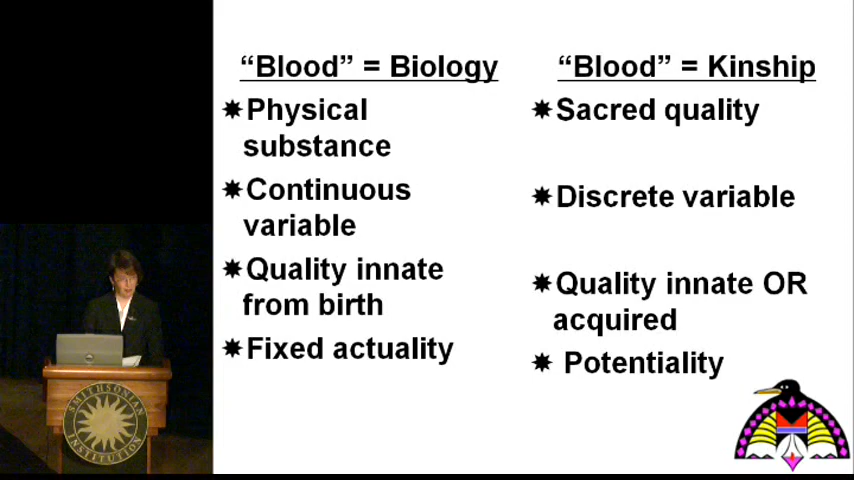 “Blood” = Biology
✷Physical
substance
✷Continuous
variable
✷Quality innate
from birth
✷Fixed actuality
“Blood” = Kinship
✷Sacred quality
✷Discrete variable
✷Quality innate OR
acquired
✷ Potentiality
SMITHSONIAN
INSTITUTION